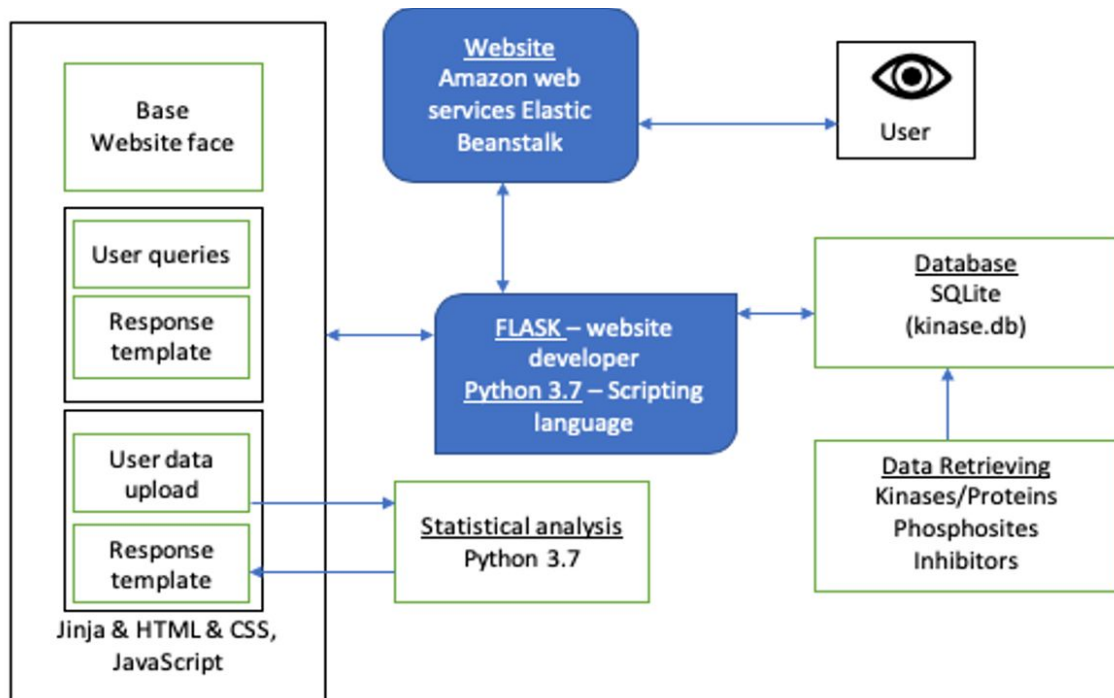 Base
Website face
User queries
Response
template
User data
upload
Response
template
Jinja & HTML & CSS,
JavaScript
Website
Amazon web
services Elastic
Beanstalk
User
FLASK – website
developer
Python 3.7 – Scripting
language
Database
SQLite
(kinase.db)
Statistical analysis
Python 3.7
Data Retrieving
Kinases/Proteins
Phosphosites
Inhibitors